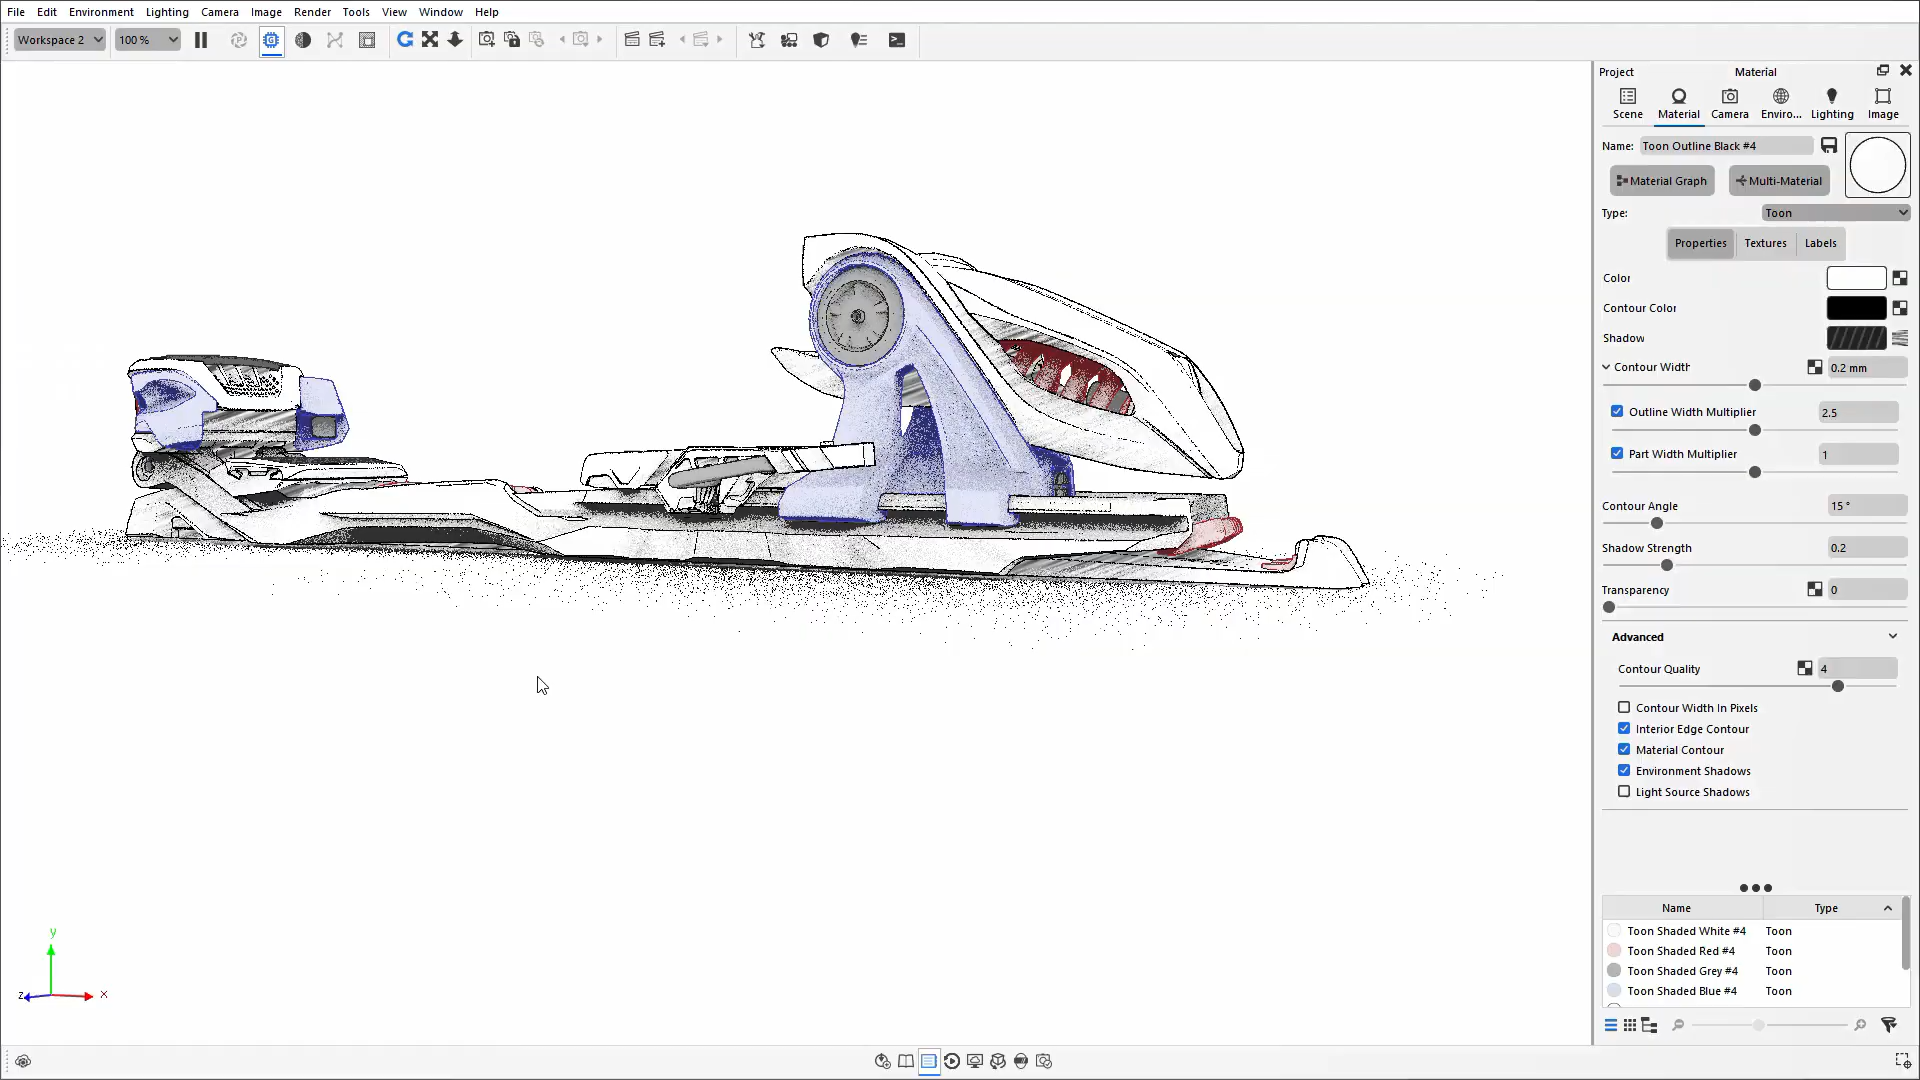 File Edit Environment Lighting Camera Image Render Tools View Window Help
Workspace 2 100 %
Project Material
Scene Material Camera Enviro... Lighting Image
Name: Toon Outline Black #4
Material Graph Multi-Material
Type: Toon
Properties Textures Labels
Color
Contour Color
Shadow
Contour Width 0.2 mm
Outline Width Multiplier 2.5
Part Width Multiplier 1
Contour Angle 15 °
Shadow Strength 0.2
Transparency 0
Advanced
Contour Quality 4
Contour Width In Pixels
Interior Edge Contour
Material Contour
Environment Shadows
Light Source Shadows
Name Type
Toon Shaded White #4 Toon
Toon Shaded Red #4 Toon
Toon Shaded Grey #4 Toon
Toon Shaded Blue #4 Toon
y
z x